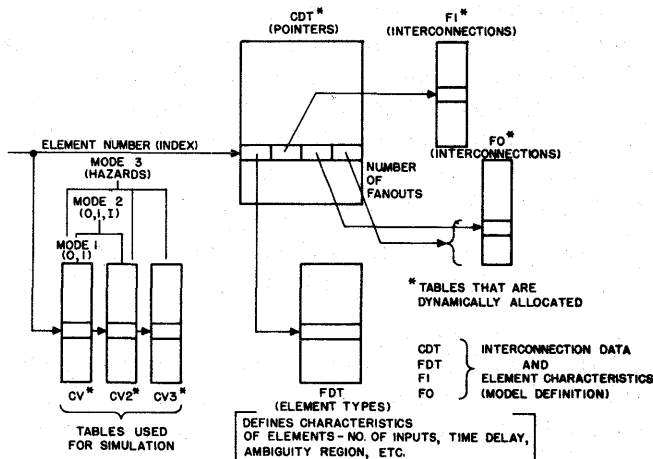 CDT*
(POINTERS)
FI*
(INTERCONNECTIONS)
ELEMENT NUMBER (INDEX)
MODE 3
(HAZARDS)
MODE 2
(0,1,I)
MODE 1
(0,1)
NUMBER
OF
FANOUTS
FO*
(INTERCONNECTIONS)
*TABLES THAT ARE
DYNAMICALLY ALLOCATED
CV*
CV2*
CV3*
TABLES USED
FOR SIMULATION
FDT
(ELEMENT TYPES)
DEFINES CHARACTERISTICS
OF ELEMENTS - NO. OF INPUTS, TIME DELAY,
AMBIGUITY REGION, ETC.
CDT
FDT
FI
FO
INTERCONNECTION DATA
AND
ELEMENT CHARACTERISTICS
(MODEL DEFINITION)